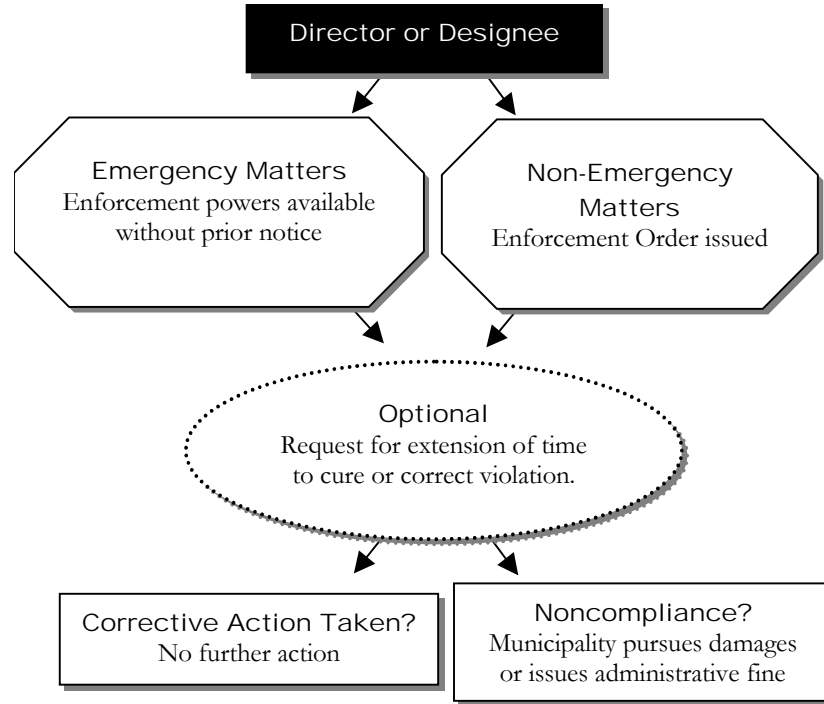 Director or Designee
Emergency Matters
Enforcement powers available
without prior notice
Non-Emergency
Matters
Enforcement Order issued
Optional
Request for extension of time
to cure or correct violation.
Corrective Action Taken?
No further action
Noncompliance?
Municipality pursues damages
or issues administrative fine